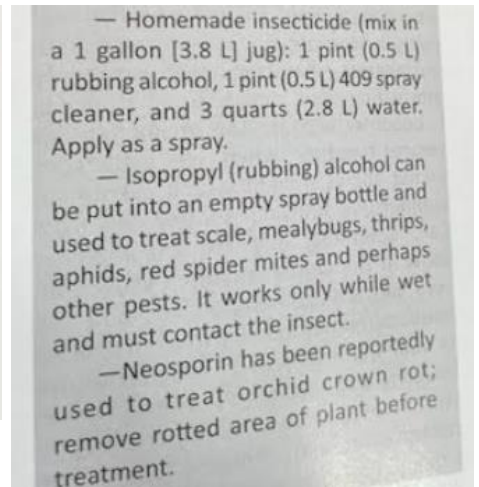 — Homemade insecticide (mix in
a 1 gallon [3.8 L] jug): 1 pint (0.5 L)
rubbing alcohol, 1 pint (0.5 L) 409 spray
cleaner, and 3 quarts (2.8 L) water.
Apply as a spray.
— Isopropyl (rubbing) alcohol can
be put into an empty spray bottle and
used to treat scale, mealybugs, thrips,
aphids, red spider mites and perhaps
other pests. It works only while wet
and must contact the insect.
—Neosporin has been reportedly
used to treat orchid crown rot;
remove rotted area of plant before
treatment.